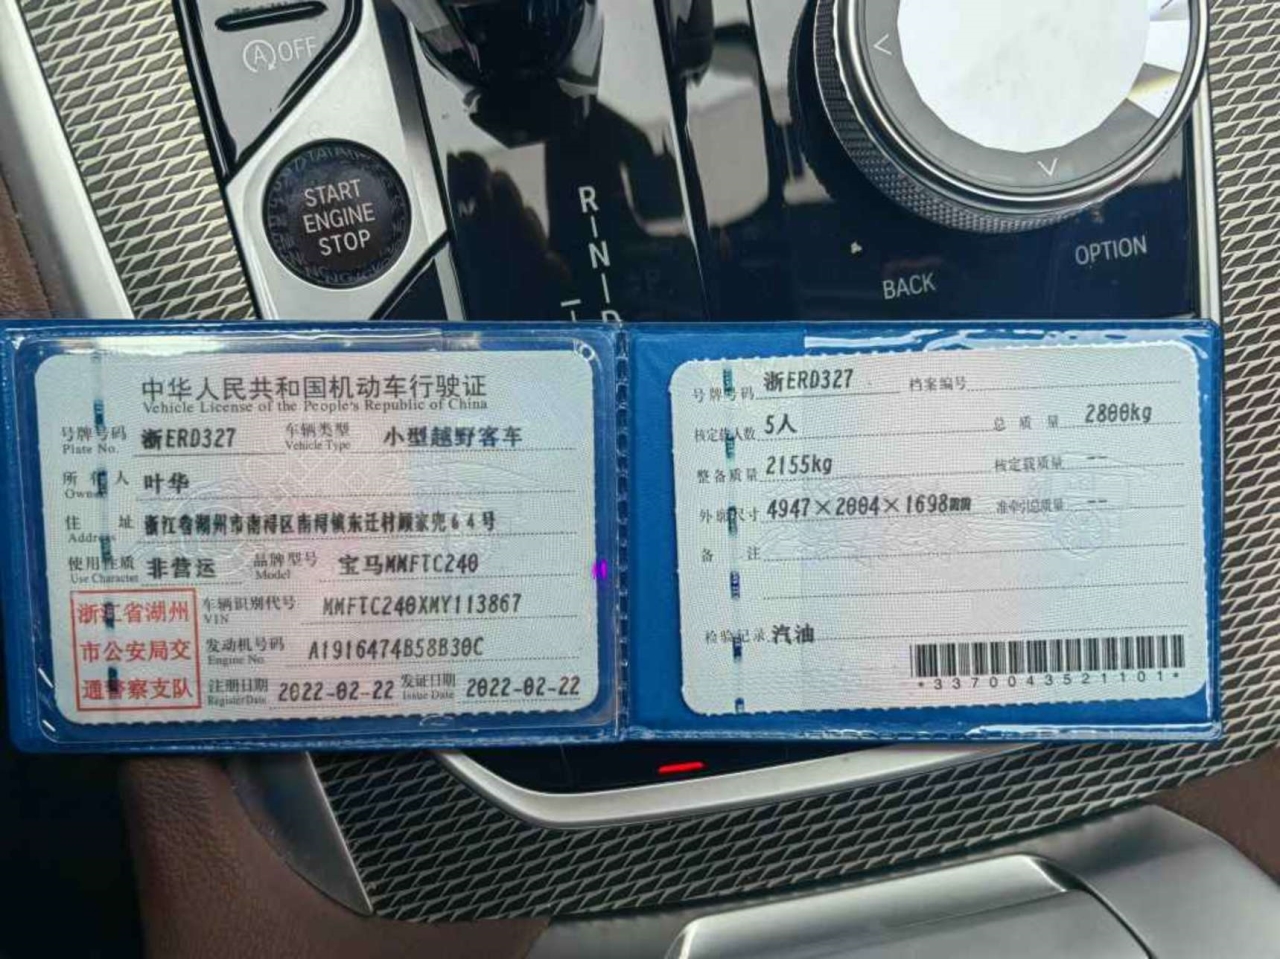 OFF
START
ENGINE
STOP
R
N
D
BACK
OPTION
中华人民共和国机动车行驶证
Vehicle License of the People's Republic of China
号牌号码 浙ERD327 车辆类型 小型越野客车
Plate No. Vehicle Type
所有人 叶华
Owner
住址 浙江省湖州市南浔区南浔镇东迁村顾家兜64号
Address
使用性质 非营运 品牌型号 宝马MMFTC240
Use Character Model
浙江省湖州
市公安局交
通警察支队
车辆识别代号 MMFTC240XMY113867
VIN
发动机号码 A1916474B58B30C
Engine No.
注册日期 2022-02-22 发证日期 2022-02-22
Register Date Issue Date
号牌号码 浙ERD327 档案编号
核定载人数 5人 总质量 2800kg
整备质量 2155kg 核定载质量 --
外廓尺寸 4947×2004×1698mm 准牵引总质量 --
备注
检验记录 汽油
*3370043521101*